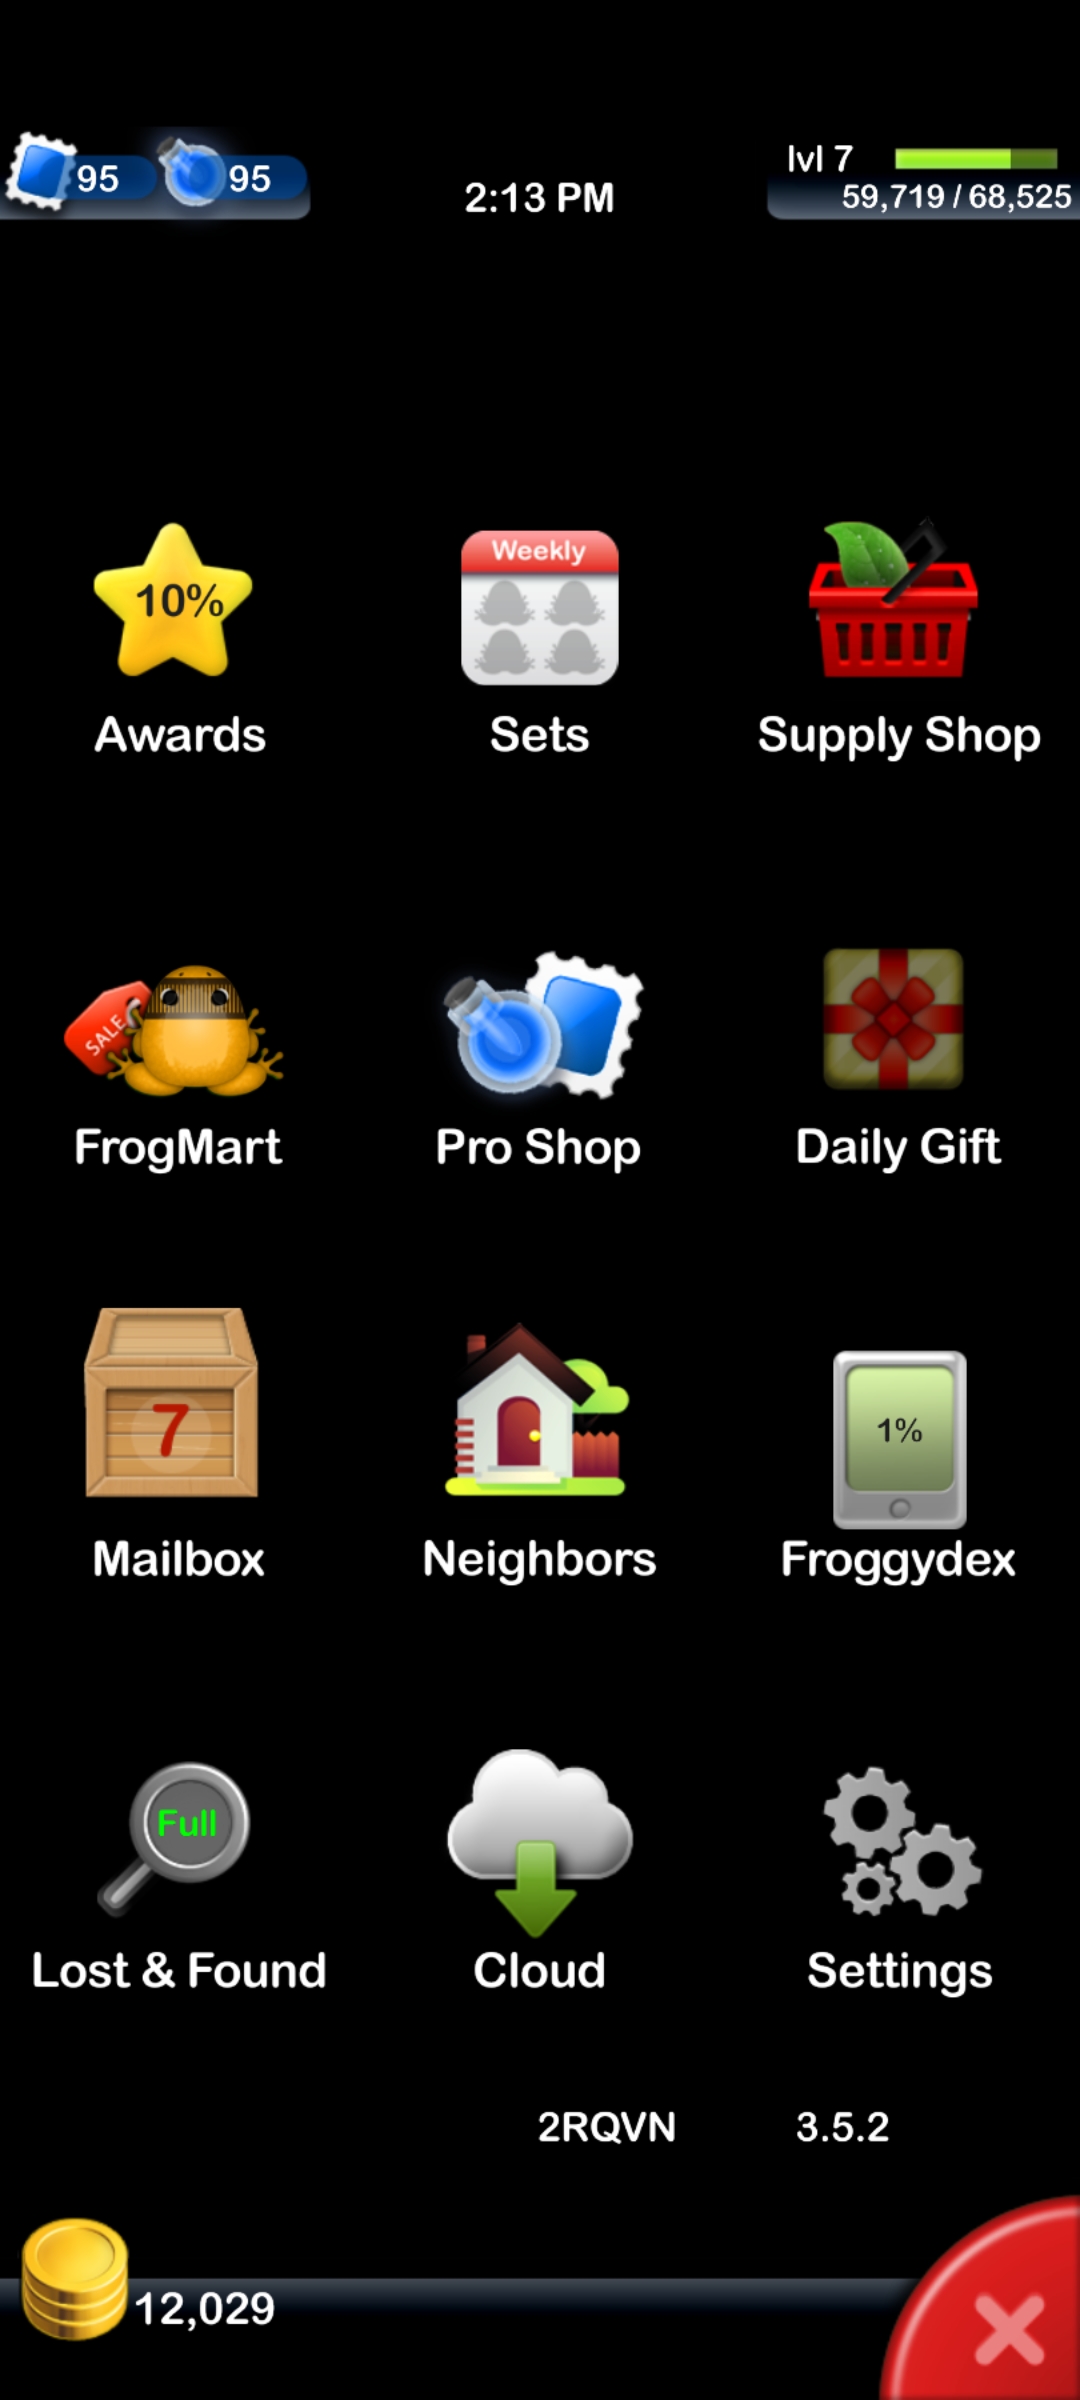 95
95
2:13 PM
lvl 7
59,719 / 68,525
10%
Weekly
Awards
Sets
Supply Shop
SALE
FrogMart
Pro Shop
Daily Gift
7
1%
Mailbox
Neighbors
Froggydex
Full
Lost & Found
Cloud
Settings
2RQVN
3.5.2
12,029